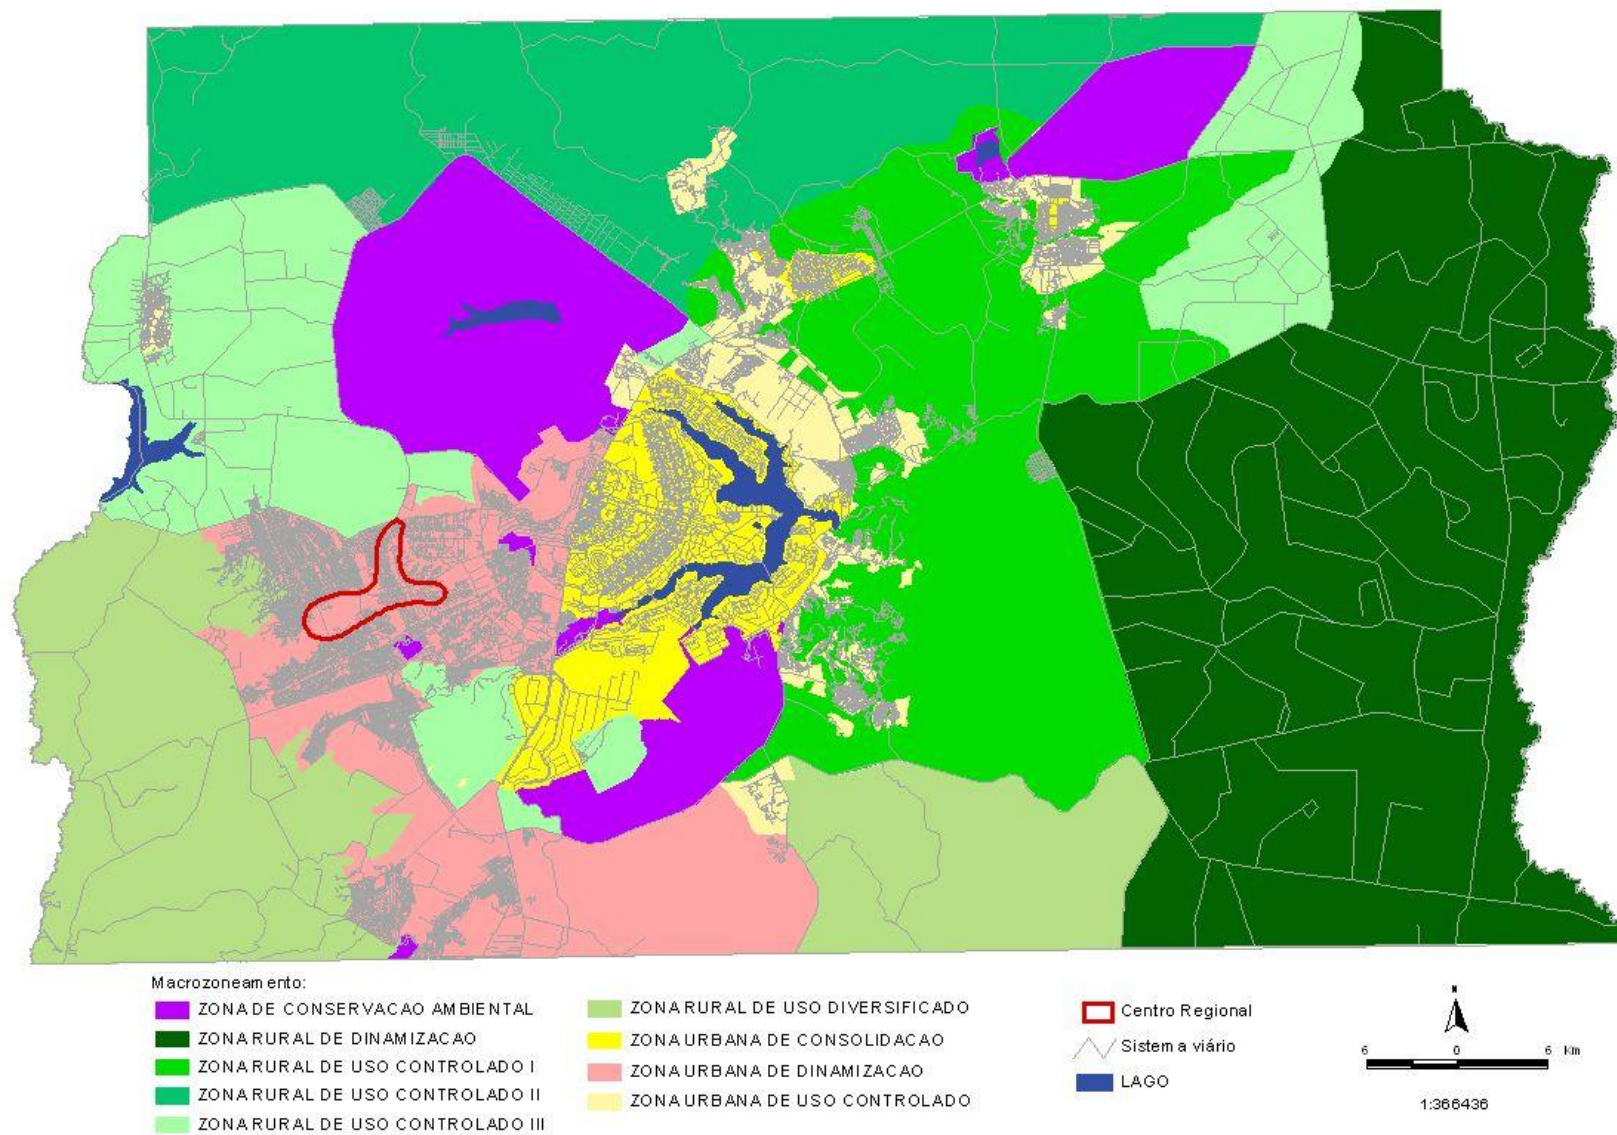 Macrozoneamento:
ZONA DE CONSERVACAO AMBIENTAL
ZONA RURAL DE DINAMIZACAO
ZONA RURAL DE USO CONTROLADO I
ZONA RURAL DE USO CONTROLADO II
ZONA RURAL DE USO CONTROLADO III
ZONA RURAL DE USO DIVERSIFICADO
ZONA URBANA DE CONSOLIDACAO
ZONA URBANA DE DINAMIZACAO
ZONA URBANA DE USO CONTROLADO
Centro Regional
Sistema viário
LAGO
N
6 0 6 Km
1:366436